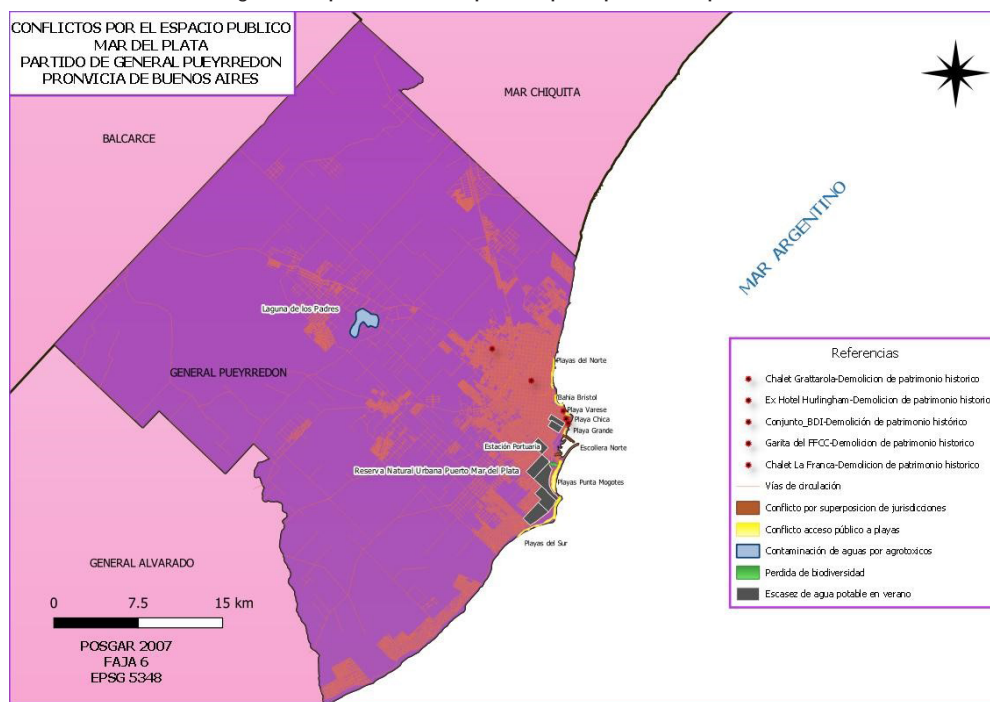 CONFLICTOS POR EL ESPACIO PUBLICO
MAR DEL PLATA
PARTIDO DE GENERAL PUEYRREDON
PRONVICIA DE BUENOS AIRES
MAR CHIQUITA
BALCARCE
MAR ARGENTINO
Laguna de los Padres
GENERAL PUEYRREDON
Playas del Norte
Bahia Bristol
Playa Varese
Playa Chica
Playa Grande
Estación Portuaria
Escollera Norte
Reserva Natural Urbana Puerto Mar del Plata
Playas Punta Mogotes
Playas del Sur
GENERAL ALVARADO
0 7.5 15 km
POSGAR 2007
FAJA 6
EPSG 5348
Referencias
Chalet Grattarola-Demolicion de patrimonio historico
Ex Hotel Hurlingham-Demolicion de patrimonio historio
Conjunto_BDI-Demolición de patrimonio histórico
Garita del FFCC-Demolicion de patrimonio historico
Chalet La Franca-Demolicion de patrimonio historico
Vías de circulación
Conflicto por superposicion de jurisdicciones
Conflicto acceso público a playas
Contaminación de aguas por agrotoxicos
Perdida de biodiversidad
Escasez de agua potable en verano